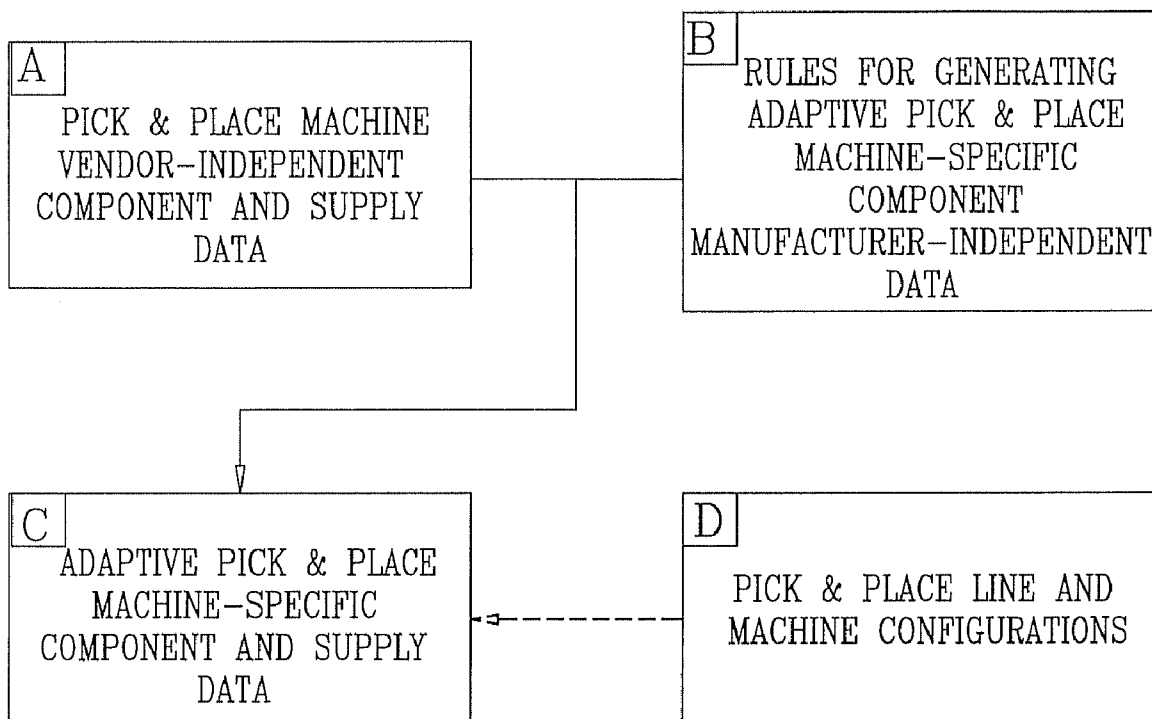 A
PICK & PLACE MACHINE
VENDOR-INDEPENDENT
COMPONENT AND SUPPLY
DATA
B
RULES FOR GENERATING
ADAPTIVE PICK & PLACE
MACHINE-SPECIFIC
COMPONENT
MANUFACTURER-INDEPENDENT
DATA
C
ADAPTIVE PICK & PLACE
MACHINE-SPECIFIC
COMPONENT AND SUPPLY
DATA
D
PICK & PLACE LINE AND
MACHINE CONFIGURATIONS